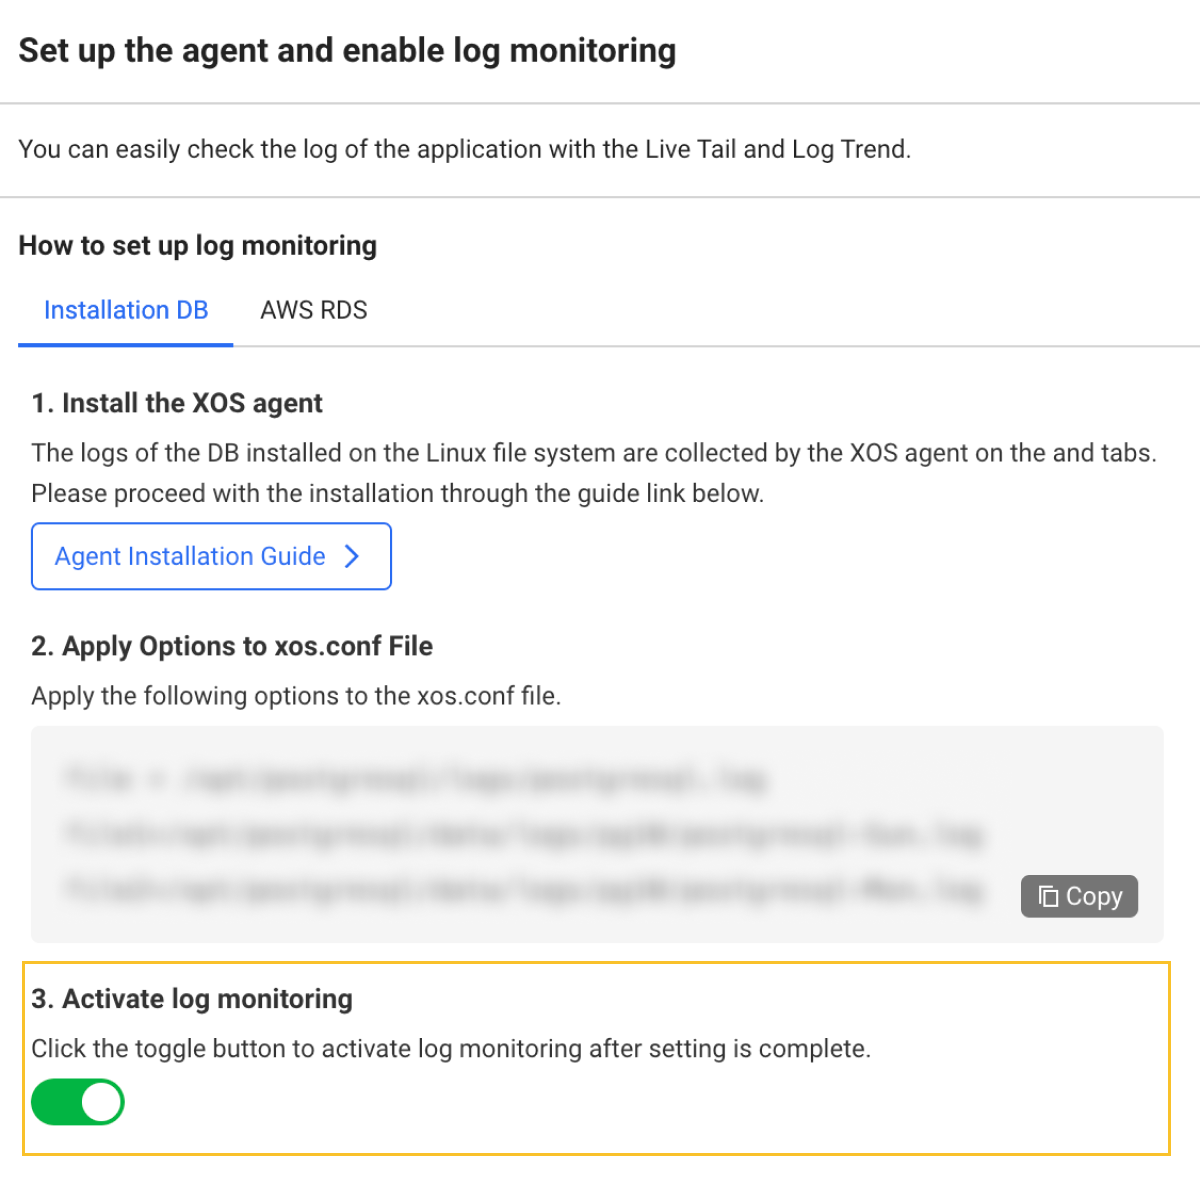 Set up the agent and enable log monitoring
You can easily check the log of the application with the Live Tail and Log Trend.
How to set up log monitoring
Installation DB
AWS RDS
1. Install the XOS agent
The logs of the DB installed on the Linux file system are collected by the XOS agent on the and tabs.
Please proceed with the installation through the guide link below.
Agent Installation Guide
2. Apply Options to xos.conf File
Apply the following options to the xos.conf file.
Copy
3. Activate log monitoring
Click the toggle button to activate log monitoring after setting is complete.